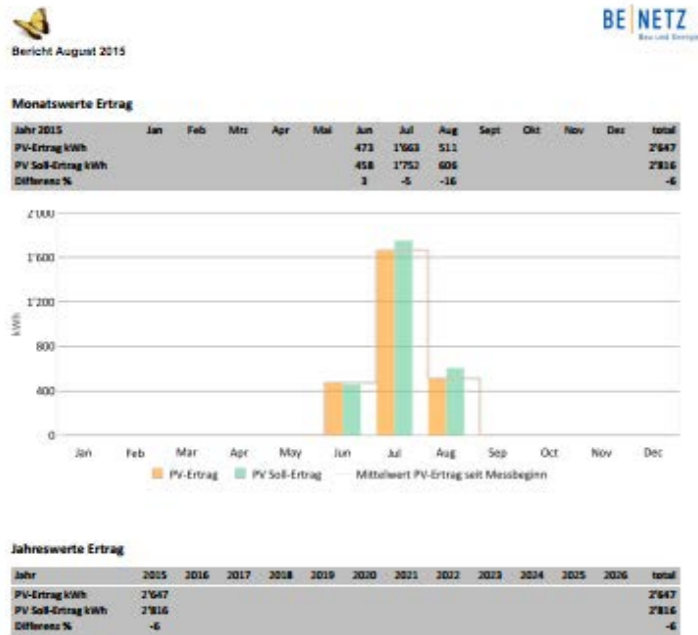 BE NETZ
Bau und Energie
Bericht August 2015
Monatswerte Ertrag
Jahr 2015 Jan Feb Mrz Apr Mai Jun Jul Aug Sept Okt Nov Dez total
PV-Ertrag kWh 473 1'663 511 2'647
PV Soll-Ertrag kWh 458 1'752 606 2'816
Differenz % 3 -5 -16 -6
2'000
1'600
1'200
800
400
0
kWh
Jan Feb Mar Apr May Jun Jul Aug Sep Oct Nov Dec
PV-Ertrag PV Soll-Ertrag Mittelwert PV-Ertrag seit Messbeginn
Jahreswerte Ertrag
Jahr 2015 2016 2017 2018 2019 2020 2021 2022 2023 2024 2025 2026 total
PV-Ertrag kWh 2'647 2'647
PV Soll-Ertrag kWh 2'816 2'816
Differenz % -6 -6